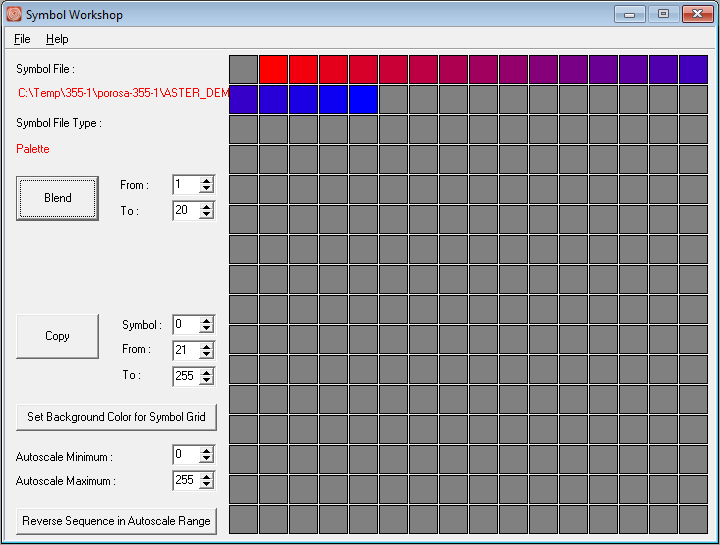 Symbol Workshop
File Help
Symbol File :
C:\Temp\355-1\porosa-355-1\ASTER_DEM
Symbol File Type :
Palette
Blend
From : 1
To : 20
Copy
Symbol : 0
From : 21
To : 255
Set Background Color for Symbol Grid
Autoscale Minimum : 0
Autoscale Maximum : 255
Reverse Sequence in Autoscale Range